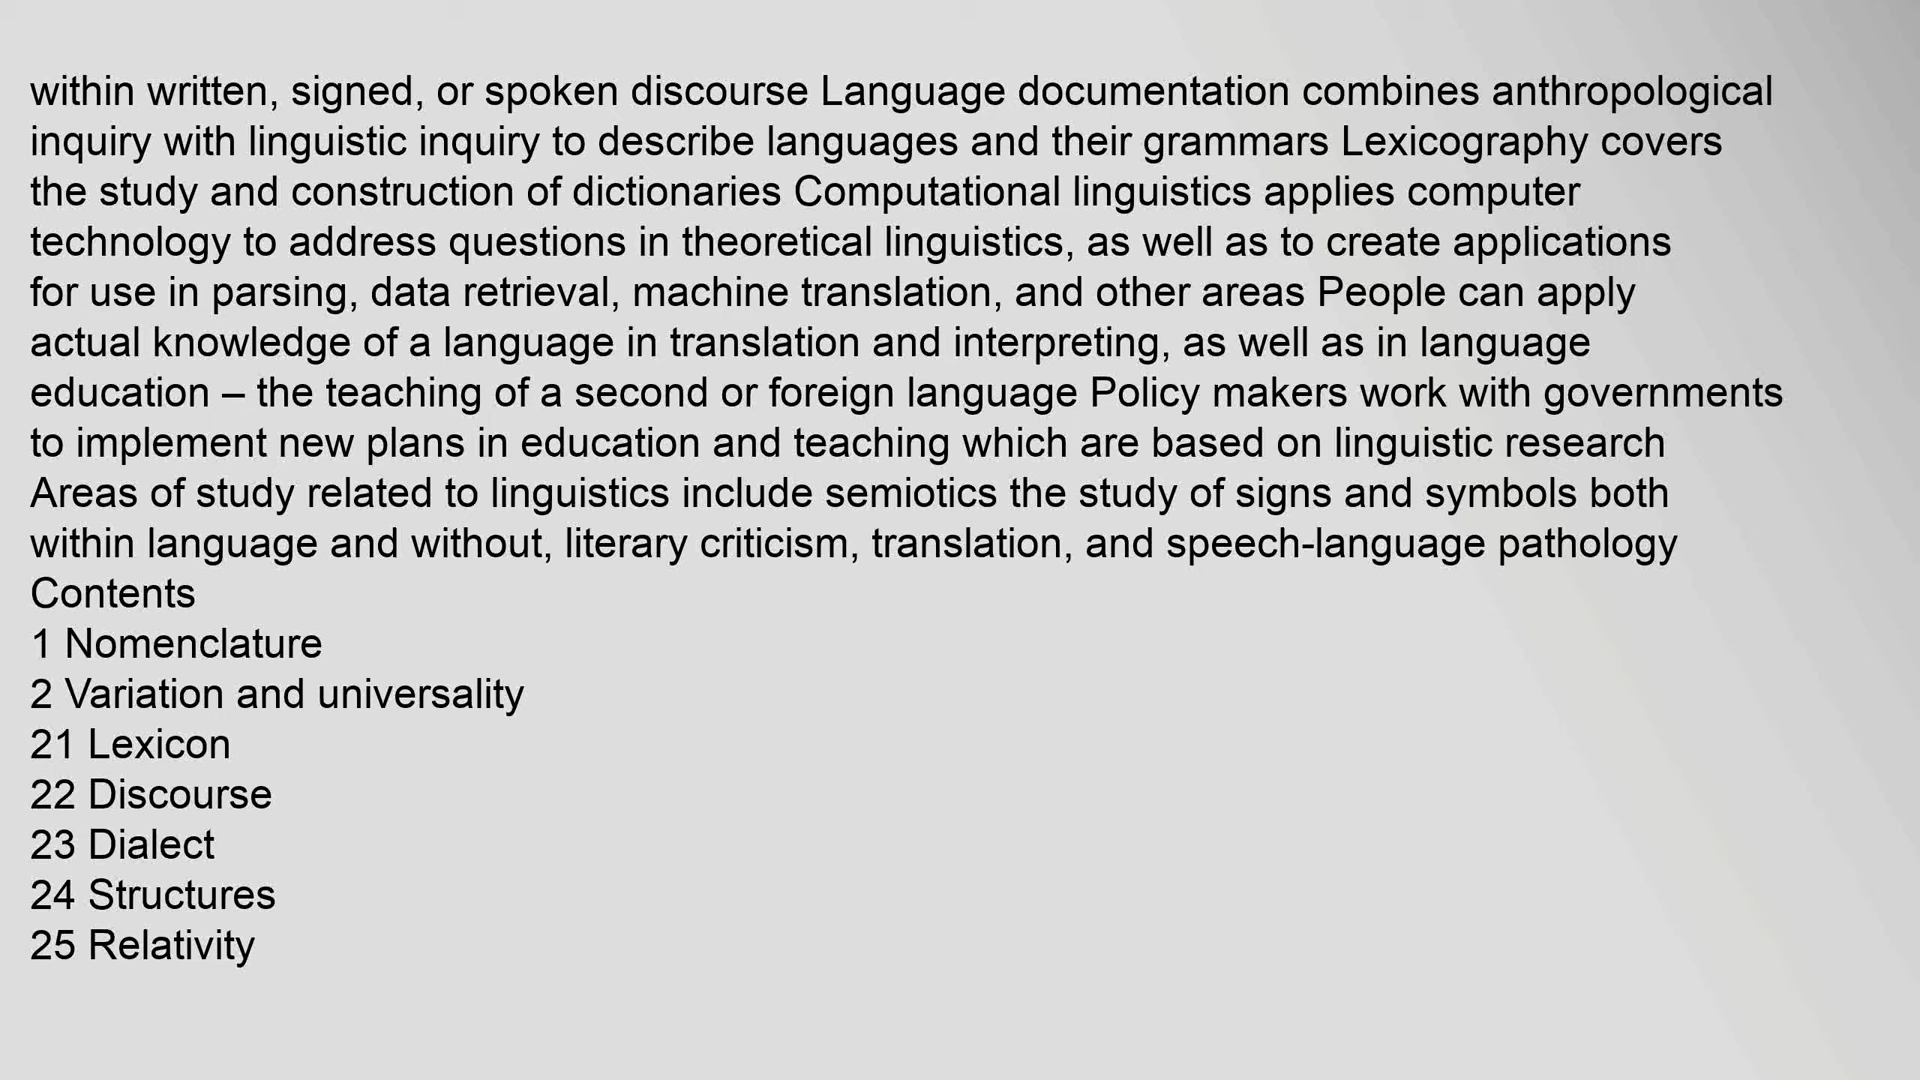 within written, signed, or spoken discourse Language documentation combines anthropological
inquiry with linguistic inquiry to describe languages and their grammars Lexicography covers
the study and construction of dictionaries Computational linguistics applies computer
technology to address questions in theoretical linguistics, as well as to create applications
for use in parsing, data retrieval, machine translation, and other areas People can apply
actual knowledge of a language in translation and interpreting, as well as in language
education – the teaching of a second or foreign language Policy makers work with governments
to implement new plans in education and teaching which are based on linguistic research
Areas of study related to linguistics include semiotics the study of signs and symbols both
within language and without, literary criticism, translation, and speech-language pathology
Contents
1 Nomenclature
2 Variation and universality
21 Lexicon
22 Discourse
23 Dialect
24 Structures
25 Relativity